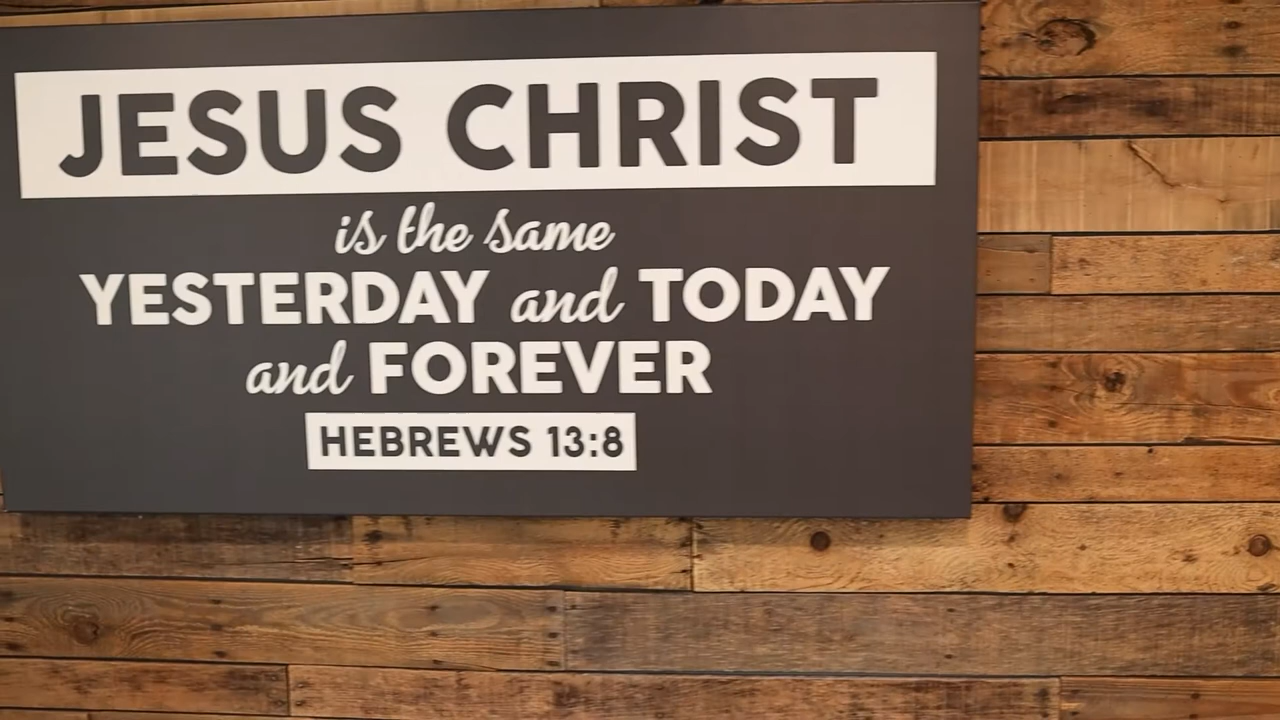 JESUS CHRIST
is the same
YESTERDAY and TODAY
and FOREVER
HEBREWS 13:8